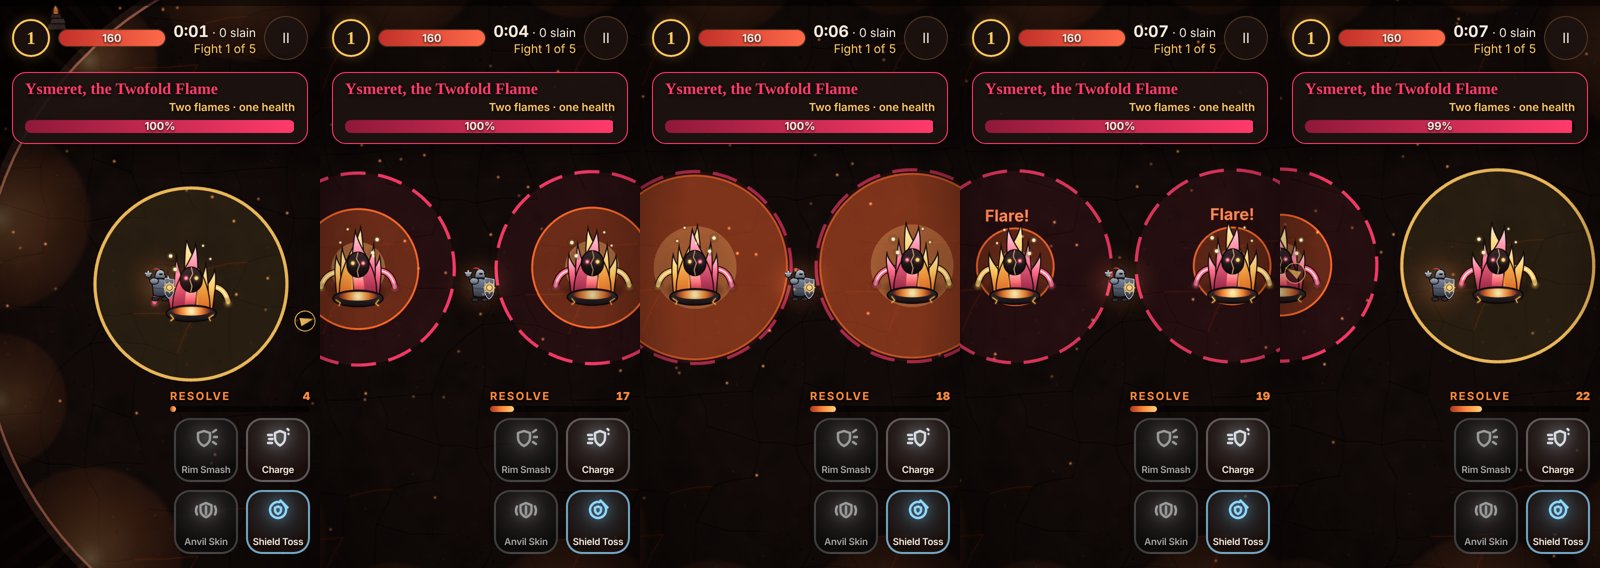 1
160
0:01 · 0 slain
Fight 1 of 5
Ysmeret, the Twofold Flame
Two flames · one health
100%
RESOLVE 4
Rim Smash
Charge
Anvil Skin
Shield Toss
1
160
0:04 · 0 slain
Fight 1 of 5
Ysmeret, the Twofold Flame
Two flames · one health
100%
RESOLVE 17
Rim Smash
Charge
Anvil Skin
Shield Toss
1
160
0:06 · 0 slain
Fight 1 of 5
Ysmeret, the Twofold Flame
Two flames · one health
100%
RESOLVE 18
Rim Smash
Charge
Anvil Skin
Shield Toss
1
160
0:07 · 0 slain
Fight 1 of 5
Ysmeret, the Twofold Flame
Two flames · one health
100%
Flare!
Flare!
RESOLVE 19
Rim Smash
Charge
Anvil Skin
Shield Toss
1
160
0:07 · 0 slain
Fight 1 of 5
Ysmeret, the Twofold Flame
Two flames · one health
99%
RESOLVE 22
Rim Smash
Charge
Anvil Skin
Shield Toss